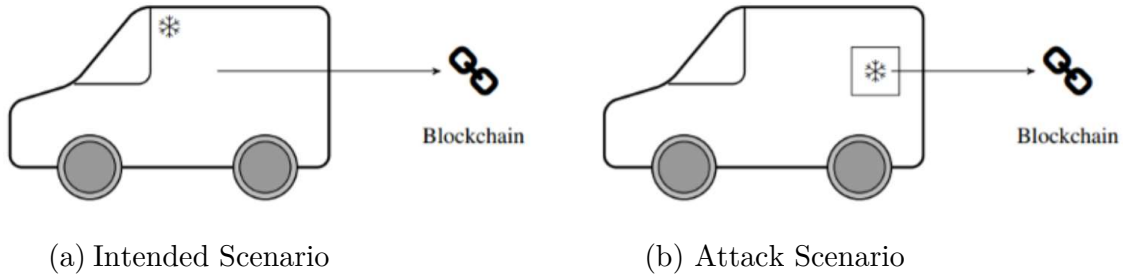 Blockchain
Blockchain
(a) Intended Scenario
(b) Attack Scenario